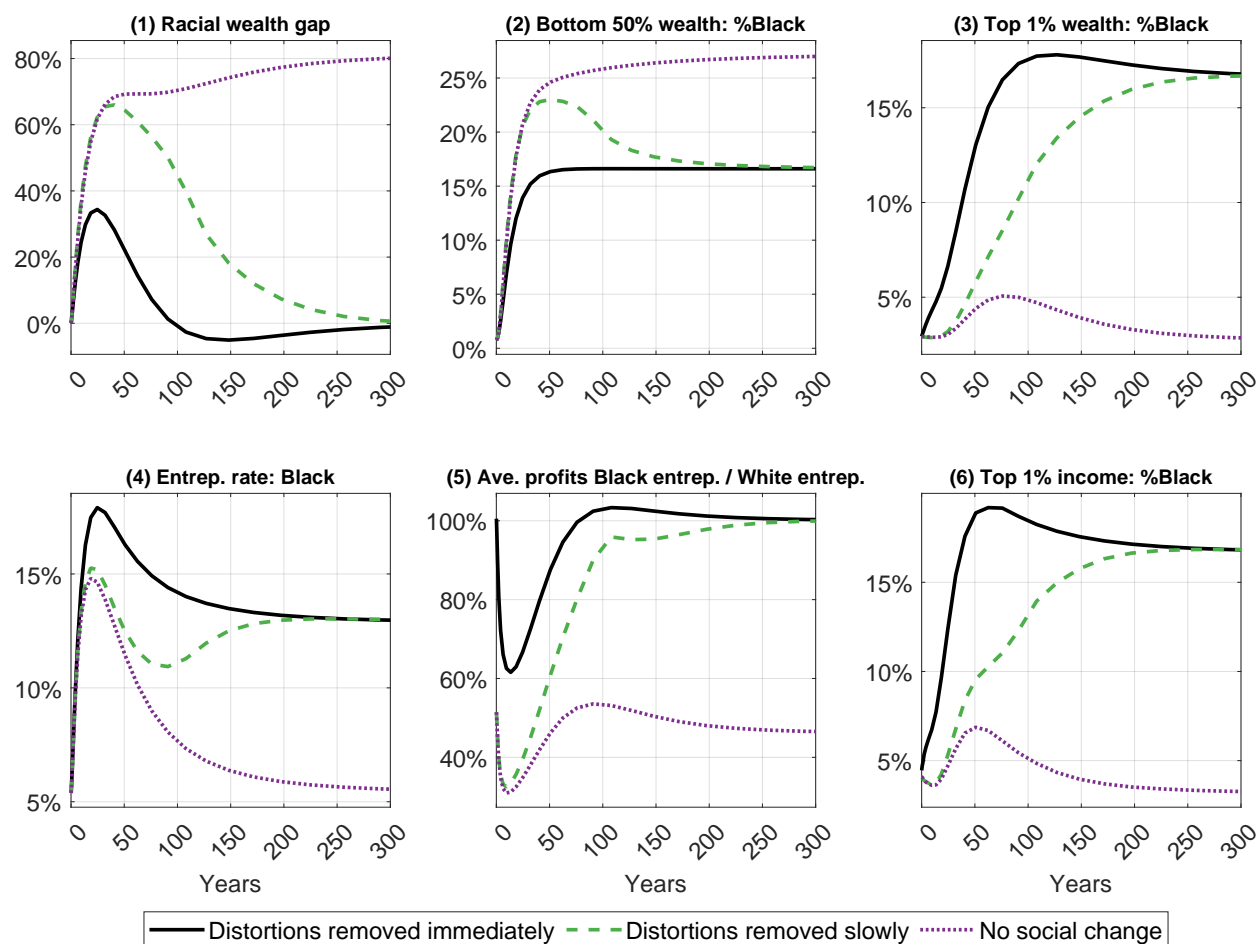 (1) Racial wealth gap
80%
60%
40%
20%
0%
0 50 100 150 200 250 300
(2) Bottom 50% wealth: %Black
25%
20%
15%
10%
5%
0%
0 50 100 150 200 250 300
(3) Top 1% wealth: %Black
15%
10%
5%
0 50 100 150 200 250 300
(4) Entrep. rate: Black
15%
10%
5%
0 50 100 150 200 250 300
Years
(5) Ave. profits Black entrep. / White entrep.
100%
80%
60%
40%
0 50 100 150 200 250 300
Years
(6) Top 1% income: %Black
15%
10%
5%
0 50 100 150 200 250 300
Years
Distortions removed immediately Distortions removed slowly No social change